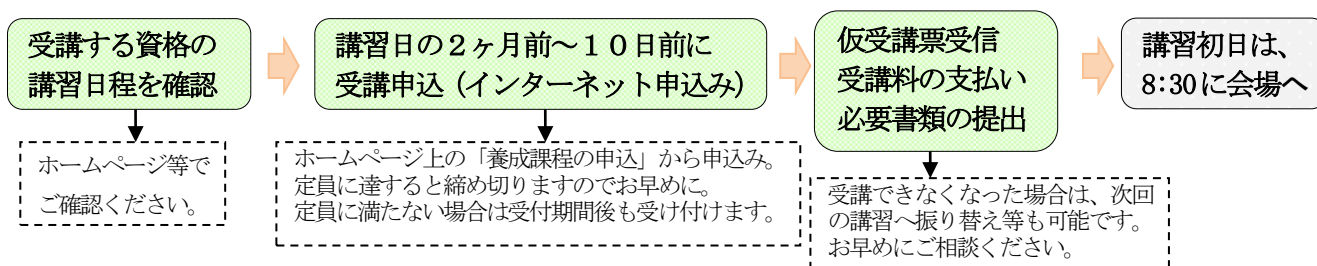 受講する資格の
講習日程を確認
講習日の２ヶ月前～１０日前に
受講申込（インターネット申込み）
仮受講票受信
受講料の支払い
必要書類の提出
講習初日は、
8:30に会場へ
ホームページ等で
ご確認ください。
ホームページ上の「養成課程の申込」から申込み。
定員に達すると締め切りますのでお早めに。
定員に満たない場合は受付期間後も受け付けます。
受講できなくなった場合は、次回
の講習へ振り替え等も可能です。
お早めにご相談ください。